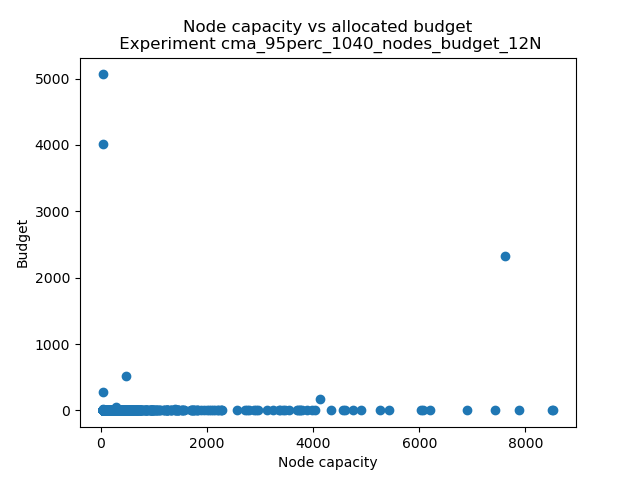 Node capacity vs allocated budget
Experiment cma_95perc_1040_nodes_budget_12N
5000
4000
3000
2000
1000
0
Budget
0 2000 4000 6000 8000
Node capacity